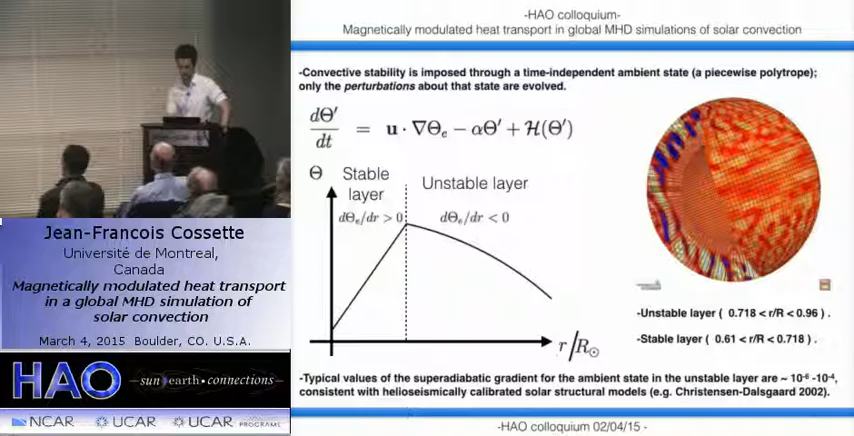 -HAO colloquium-
Magnetically modulated heat transport in global MHD simulations of solar convection
-Convective stability is imposed through a time-independent ambient state (a piecewise polytrope);
only the perturbations about that state are evolved.
dΘ′/dt = u · ∇Θₑ − αΘ′ + ℋ(Θ′)
Θ
Stable
layer
Unstable layer
dΘₑ/dr > 0
dΘₑ/dr < 0
r/R☉
-Unstable layer ( 0.718 < r/R < 0.96 ) .
-Stable layer ( 0.61 < r/R < 0.718 ) .
-Typical values of the superadiabatic gradient for the ambient state in the unstable layer are ~ 10⁻⁶ -10⁻⁴,
consistent with helioseismically calibrated solar structural models (e.g. Christensen-Dalsgaard 2002).
-HAO colloquium 02/04/15 -
Jean-Francois Cossette
Université de Montreal,
Canada
Magnetically modulated heat transport
in a global MHD simulation of
solar convection
March 4, 2015 Boulder, CO. U.S.A.
HAO
-sun earth•connections-
NCAR
UCAR
UCAR PROGRAMS